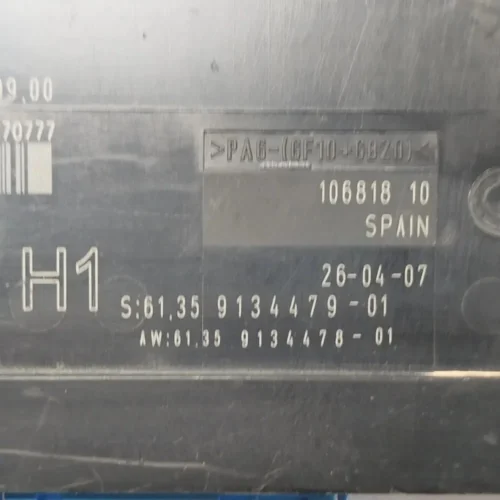 09,00
70777
>PA6-(GF10+GB20)<
106818 10
SPAIN
H1
26-04-07
S:61.35 9134479-01
AW:61.35 9134478-01